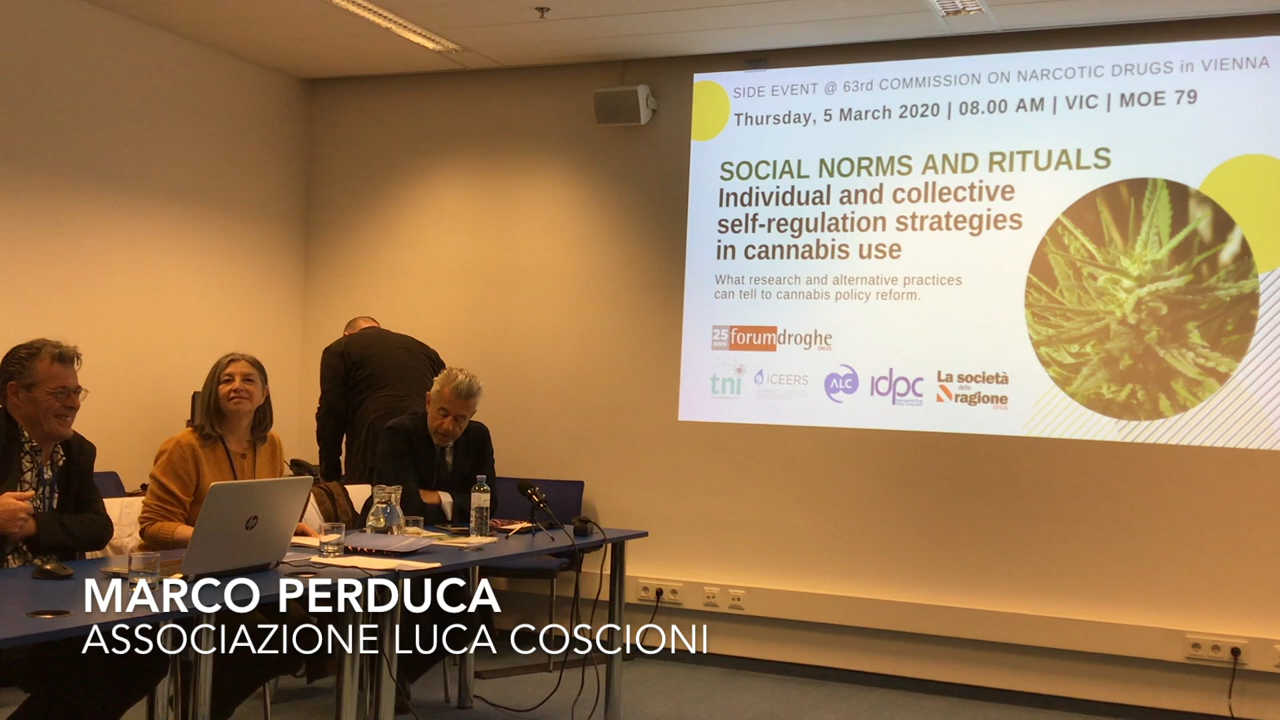 SIDE EVENT @ 63rd COMMISSION ON NARCOTIC DRUGS in VIENNA
Thursday, 5 March 2020 | 08.00 AM | VIC | MOE 79
SOCIAL NORMS AND RITUALS
Individual and collective
self-regulation strategies
in cannabis use
What research and alternative practices
can tell to cannabis policy reform.
25 forumdroghe
tni ICEERS ALC idpc La società
della
ragione
hp
MARCO PERDUCA
ASSOCIAZIONE LUCA COSCIONI